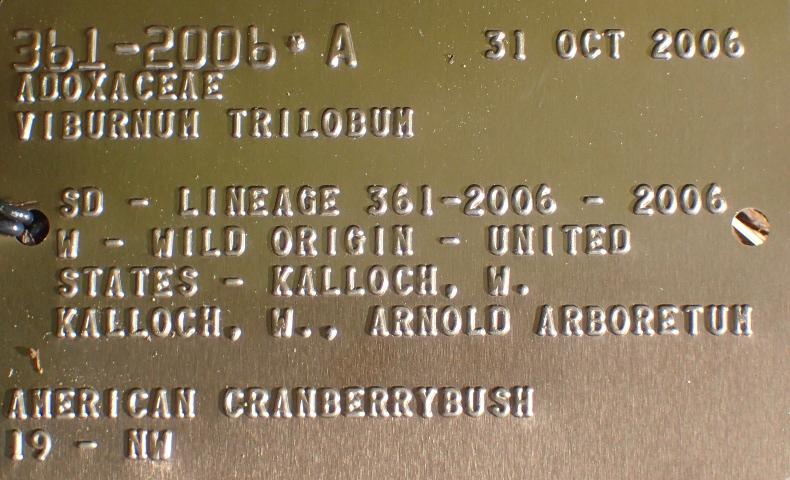 361-2006*A 31 OCT 2006
ADOXACEAE
VIBURNUM TRILOBUM
SD - LINEAGE 361-2006 - 2006
W - WILD ORIGIN - UNITED
STATES - KALLOCH, W.
KALLOCH, W., ARNOLD ARBORETUM
AMERICAN CRANBERRYBUSH
19 - NW